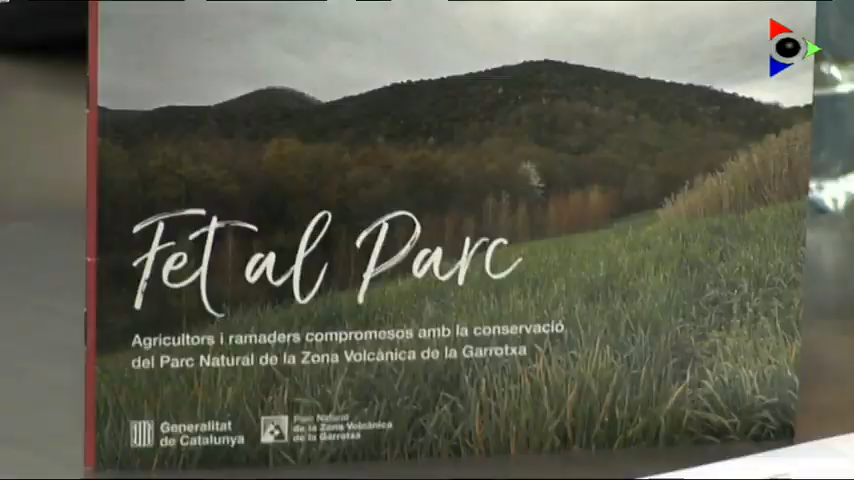 Fet al Parc
Agricultors i ramaders compromesos amb la conservació
del Parc Natural de la Zona Volcànica de la Garrotxa
Generalitat
de Catalunya
Parc Natural
de la Zona Volcànica
de la Garrotxa